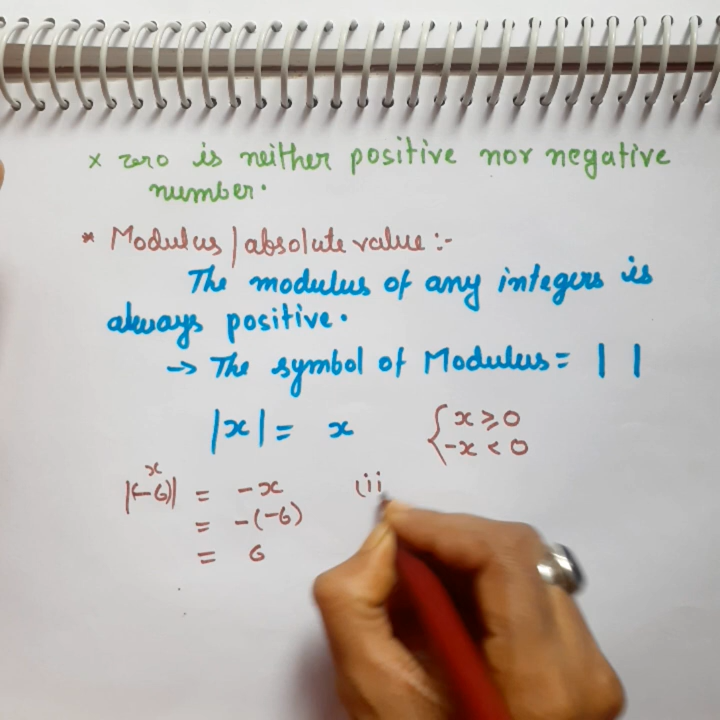 x zero is neither positive nor negative
number.
* Modulus | absolute value :-
The modulus of any integers is
always positive.
→ The symbol of Modulus = | |
|x| = x { x ≥ 0
-x < 0
x
|(-6)| = -x (ii
= -(-6)
= 6